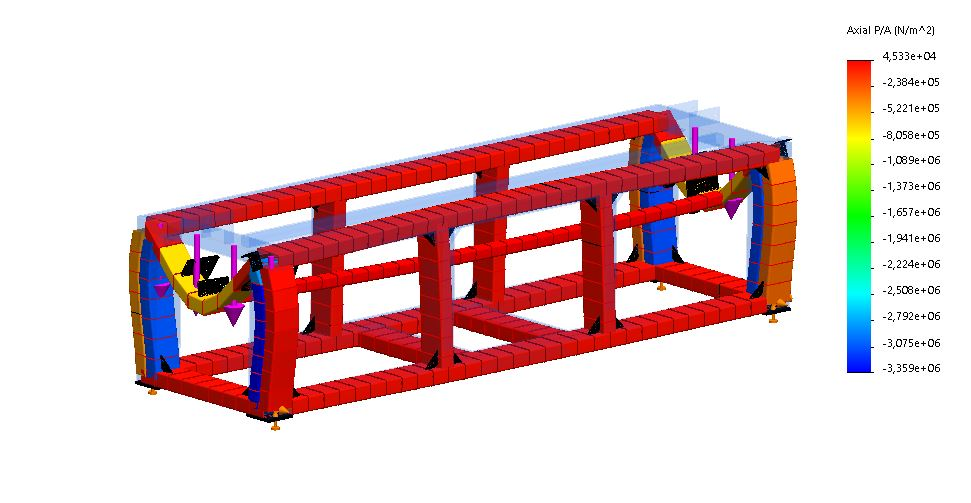 Axial P/A (N/m^2)
4,533e+04
-2,384e+05
-5,221e+05
-8,058e+05
-1,089e+06
-1,373e+06
-1,657e+06
-1,941e+06
-2,224e+06
-2,508e+06
-2,792e+06
-3,075e+06
-3,359e+06